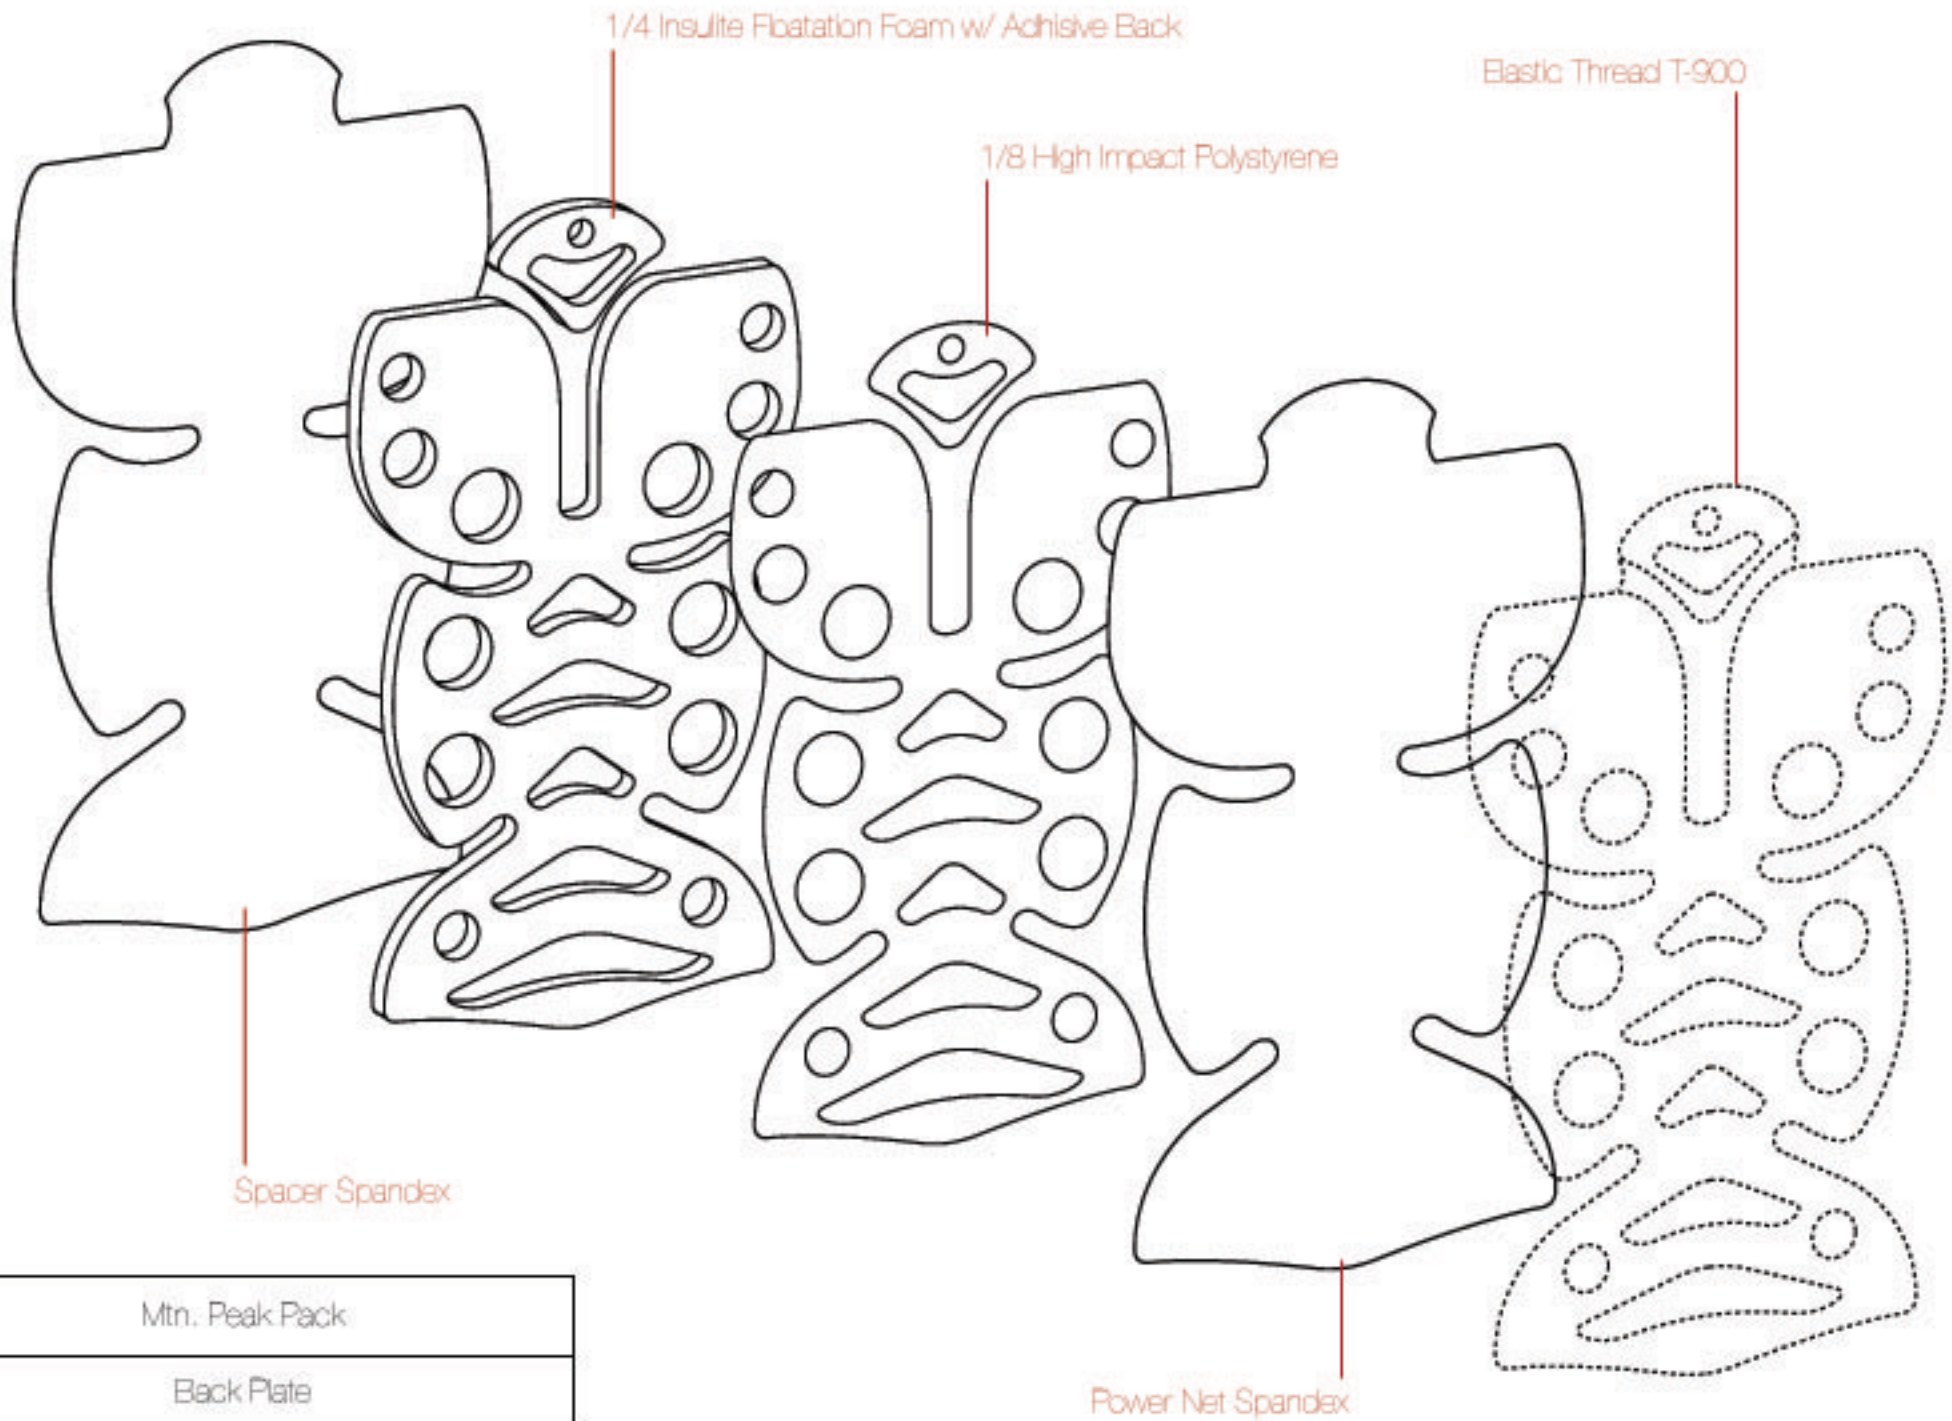 1/4 Insulite Floatation Foam w/ Adhisive Back
Elastic Thread T-900
1/8 High Impact Polystyrene
Spacer Spandex
Mtn. Peak Pack
Back Plate
Power Net Spandex